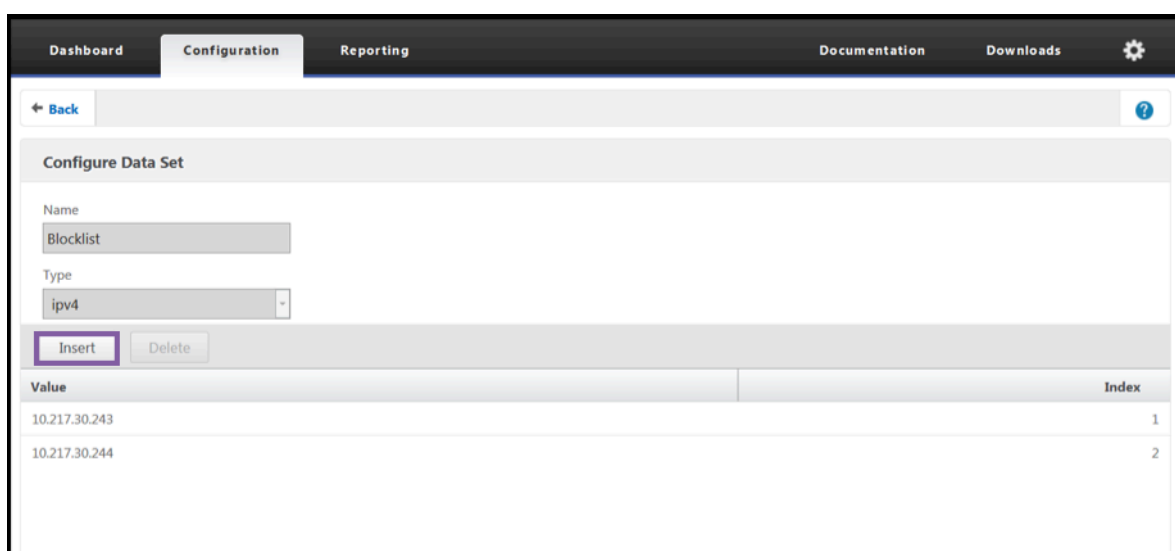 Dashboard Configuration Reporting Documentation Downloads
Back ?
Configure Data Set
Name
Blocklist
Type
ipv4
Insert Delete
Value Index
10.217.30.243 1
10.217.30.244 2